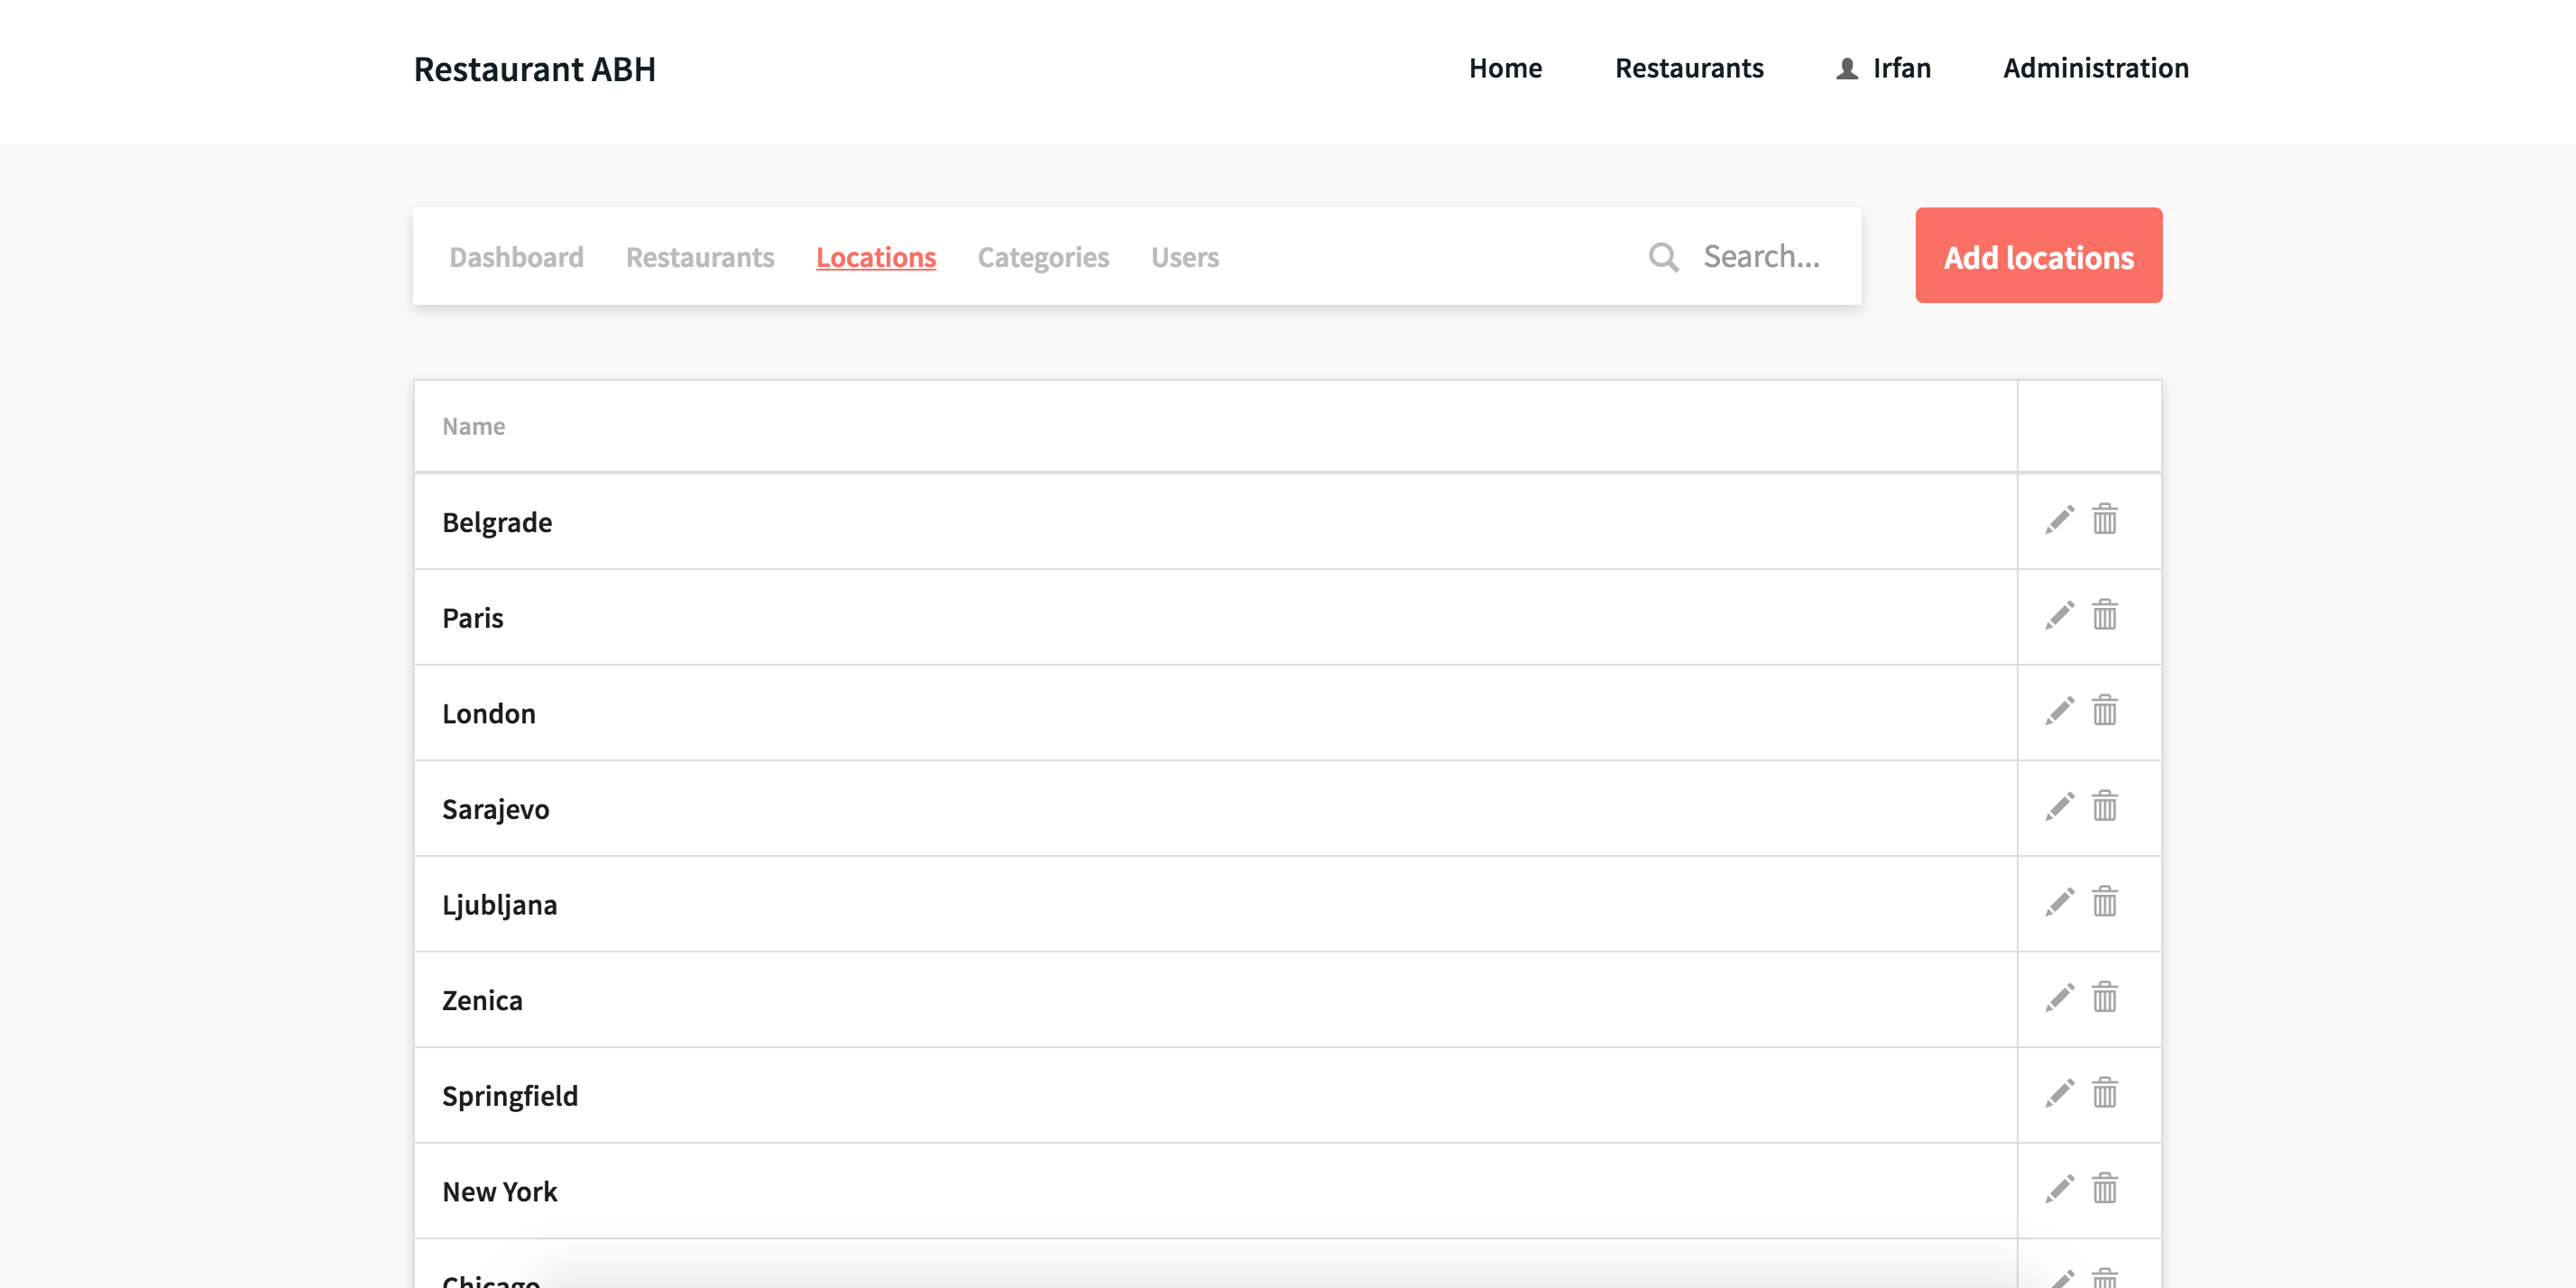 Restaurant ABH
Home Restaurants Irfan Administration
Dashboard Restaurants Locations Categories Users Search... Add locations
Name
Belgrade
Paris
London
Sarajevo
Ljubljana
Zenica
Springfield
New York
Chicago